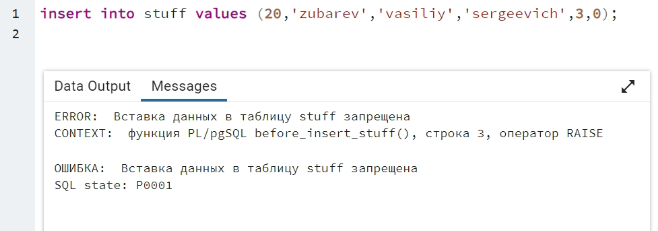 1 insert into stuff values (20,'zubarev','vasiliy','sergeevich',3,0);
2
Data Output Messages
ERROR: Вставка данных в таблицу stuff запрещена
CONTEXT: функция PL/pgSQL before_insert_stuff(), строка 3, оператор RAISE
ОШИБКА: Вставка данных в таблицу stuff запрещена
SQL state: P0001